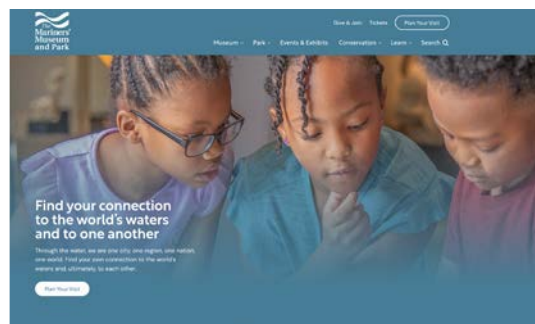 The
Mariners'
Museum
and Park
Give & Join Tickets Plan Your Visit
Museum Park Events & Exhibits Conservation Learn Search
Find your connection
to the world's waters
and to one another
Through the water, we are one city, one region, one nation,
one world. Find your own connection to the world's
waters and, ultimately, to each other.
Plan Your Visit